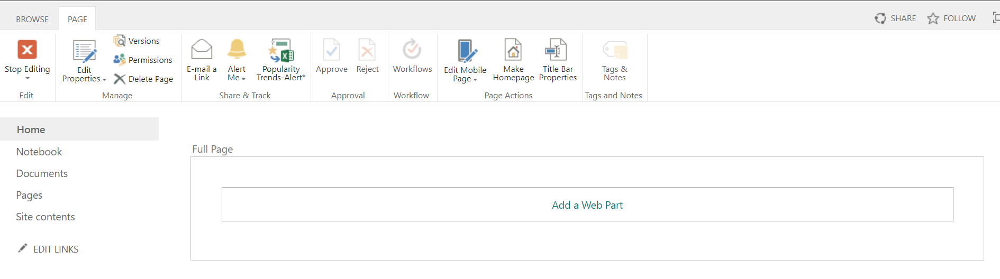 BROWSE PAGE SHARE FOLLOW
Stop Editing
Edit
Edit
Properties
Versions
Permissions
Delete Page
Manage
E-mail a
Link
Alert
Me
Popularity
Trends-Alert*
Share & Track
Approve
Reject
Approval
Workflows
Workflow
Edit Mobile
Page
Make
Homepage
Title Bar
Properties
Page Actions
Tags &
Notes
Tags and Notes
Home
Notebook
Documents
Pages
Site contents
EDIT LINKS
Full Page
Add a Web Part